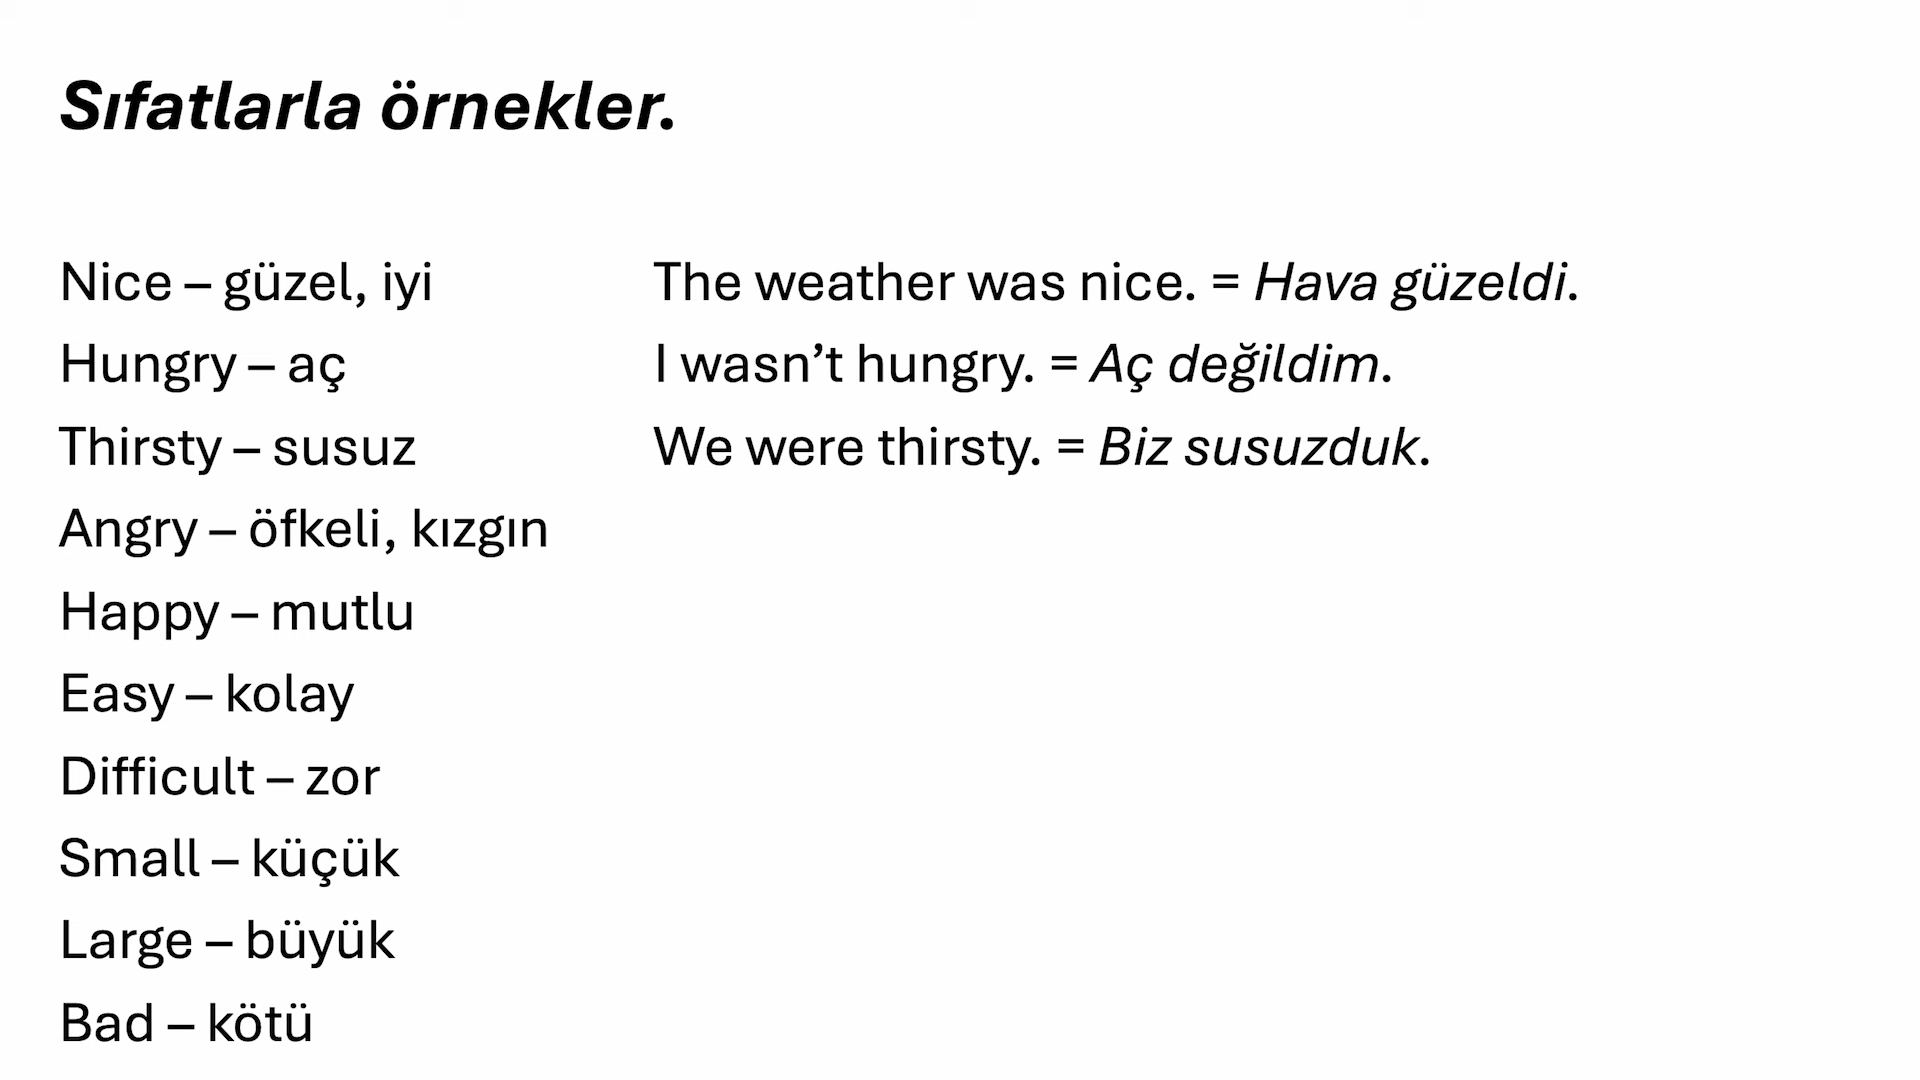 Sıfatlarla örnekler.
Nice – güzel, iyi
The weather was nice. = Hava güzeldi.
Hungry – aç
I wasn’t hungry. = Aç değildim.
Thirsty – susuz
We were thirsty. = Biz susuzduk.
Angry – öfkeli, kızgın
Happy – mutlu
Easy – kolay
Difficult – zor
Small – küçük
Large – büyük
Bad – kötü